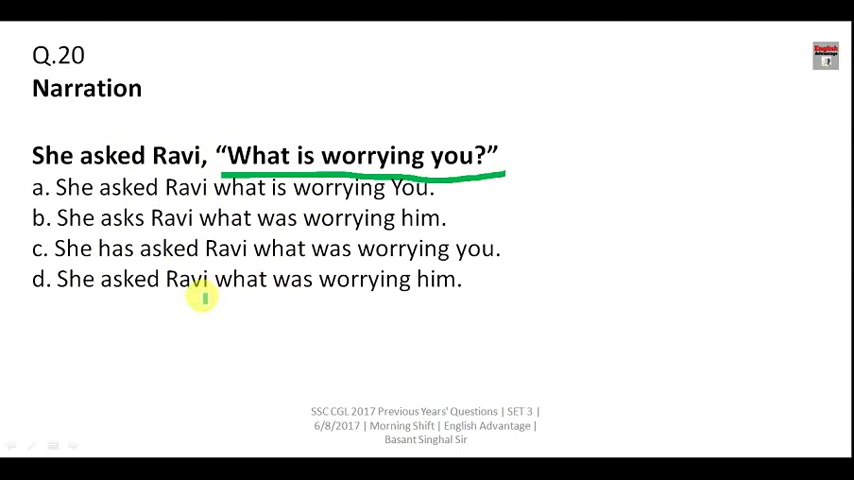 Q.20
English
Advantage
Narration
She asked Ravi, “What is worrying you?”
a. She asked Ravi what is worrying You.
b. She asks Ravi what was worrying him.
c. She has asked Ravi what was worrying you.
d. She asked Ravi what was worrying him.
SSC CGL 2017 Previous Years' Questions | SET 3 |
6/8/2017 | Morning Shift | English Advantage |
Basant Singhal Sir